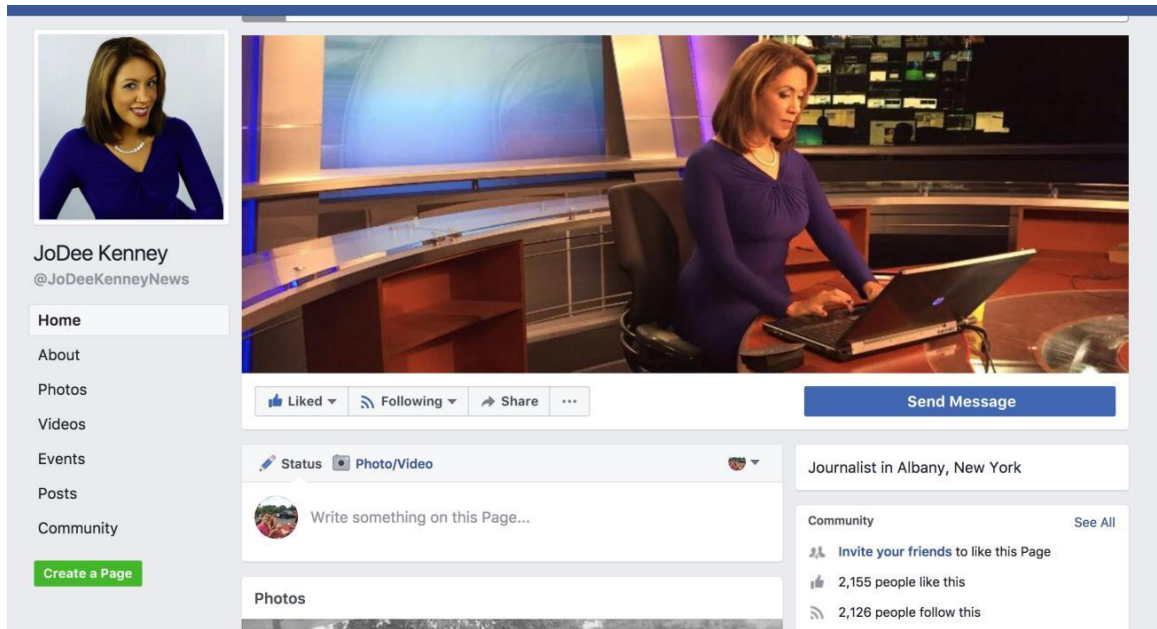 JoDee Kenney
@JoDeeKenneyNews
Home
About
Photos
Videos
Events
Posts
Community
Create a Page
Liked
Following
Share
Send Message
Status
Photo/Video
Write something on this Page...
Photos
Journalist in Albany, New York
Community
See All
Invite your friends to like this Page
2,155 people like this
2,126 people follow this